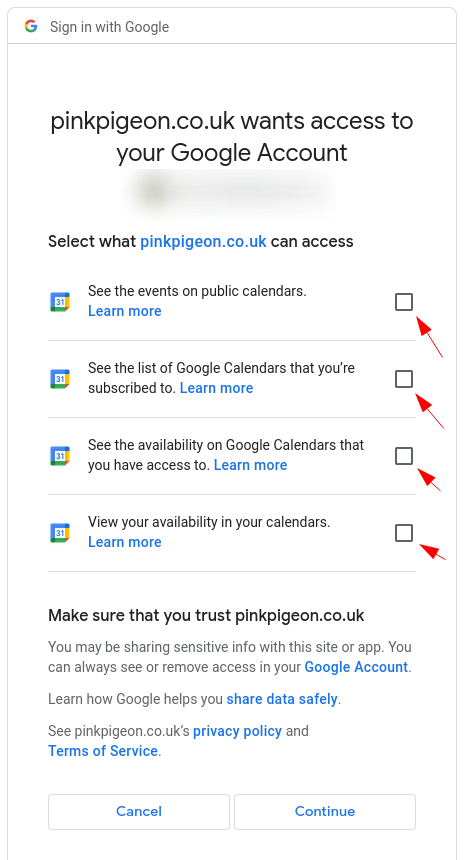 Sign in with Google
pinkpigeon.co.uk wants access to
your Google Account
Select what pinkpigeon.co.uk can access
31
See the events on public calendars.
Learn more
31
See the list of Google Calendars that you’re
subscribed to. Learn more
31
See the availability on Google Calendars that
you have access to. Learn more
31
View your availability in your calendars.
Learn more
Make sure that you trust pinkpigeon.co.uk
You may be sharing sensitive info with this site or app. You
can always see or remove access in your Google Account.
Learn how Google helps you share data safely.
See pinkpigeon.co.uk’s privacy policy and
Terms of Service.
Cancel
Continue